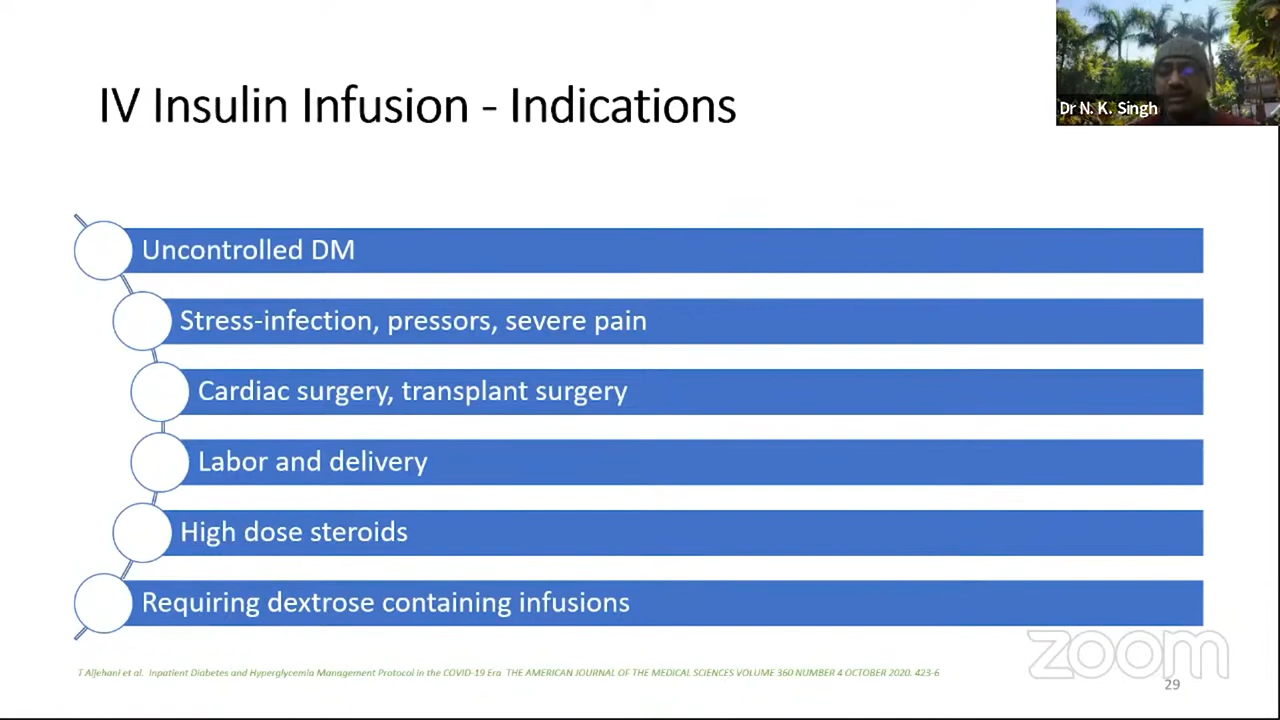 IV Insulin Infusion - Indications
Dr N. K. Singh
Uncontrolled DM
Stress-infection, pressors, severe pain
Cardiac surgery, transplant surgery
Labor and delivery
High dose steroids
Requiring dextrose containing infusions
T Aljehani et al. Inpatient Diabetes and Hyperglycemia Management Protocol in the COVID-19 Era THE AMERICAN JOURNAL OF THE MEDICAL SCIENCES VOLUME 360 NUMBER 4 OCTOBER 2020. 423-6
zoom
29